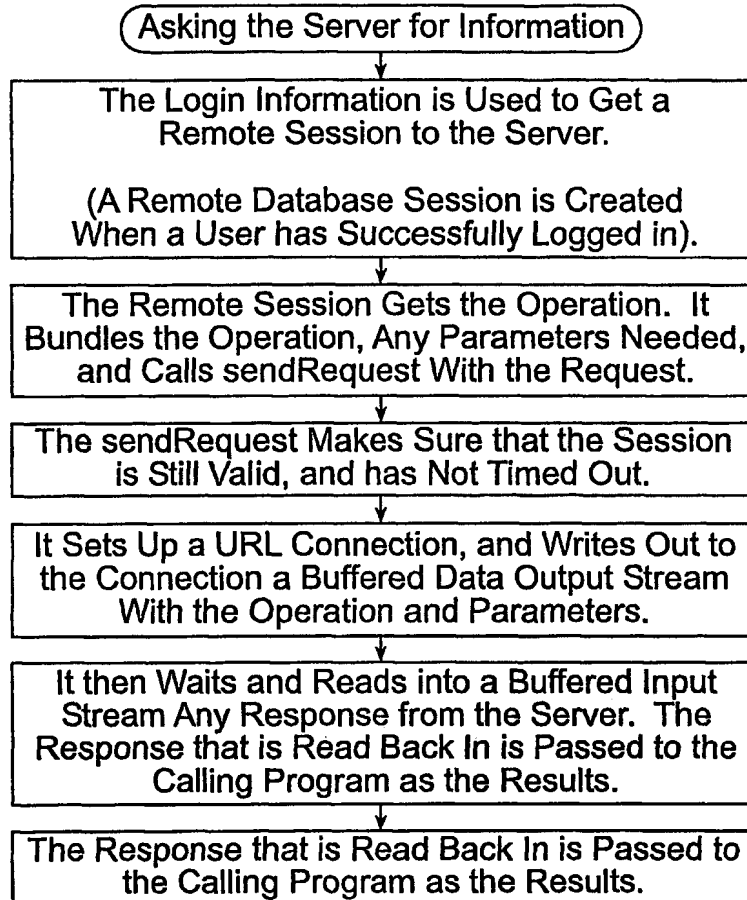 Asking the Server for Information
The Login Information is Used to Get a
Remote Session to the Server.
(A Remote Database Session is Created
When a User has Successfully Logged in).
The Remote Session Gets the Operation. It
Bundles the Operation, Any Parameters Needed,
and Calls sendRequest With the Request.
The sendRequest Makes Sure that the Session
is Still Valid, and has Not Timed Out.
It Sets Up a URL Connection, and Writes Out to
the Connection a Buffered Data Output Stream
With the Operation and Parameters.
It then Waits and Reads into a Buffered Input
Stream Any Response from the Server. The
Response that is Read Back In is Passed to the
Calling Program as the Results.
The Response that is Read Back In is Passed to
the Calling Program as the Results.